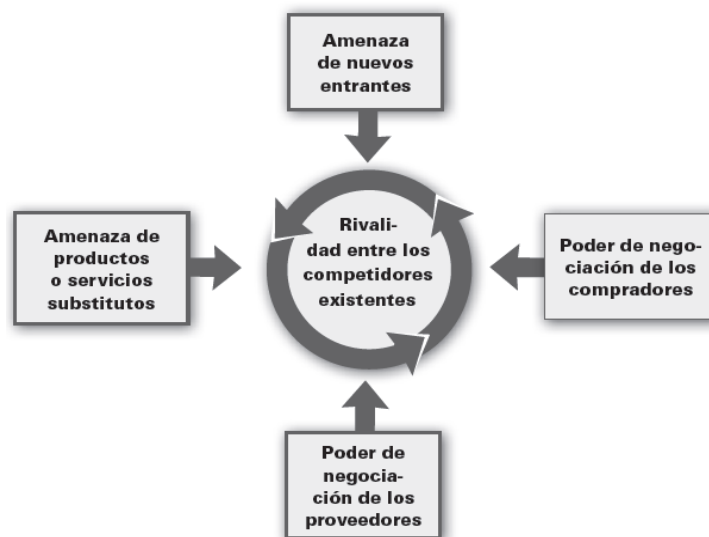 Amenaza
de nuevos
entrantes
Amenaza de
productos
o servicios
substitutos
Rivali-
dad entre los
competidores
existentes
Poder de nego-
ciación de los
compradores
Poder de
negocia-
ción de los
proveedores